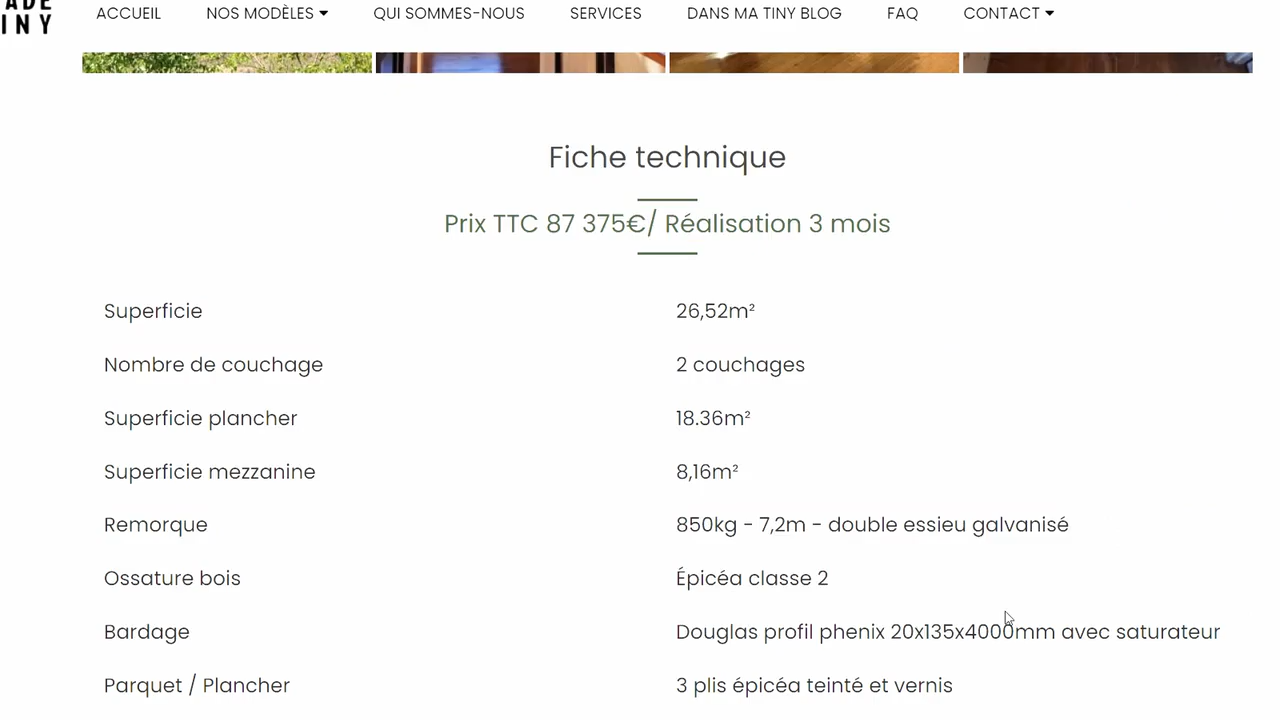 ADE
INY
ACCUEIL NOS MODÈLES QUI SOMMES-NOUS SERVICES DANS MA TINY BLOG FAQ CONTACT
Fiche technique
Prix TTC 87 375€/ Réalisation 3 mois
Superficie 26,52m²
Nombre de couchage 2 couchages
Superficie plancher 18.36m²
Superficie mezzanine 8,16m²
Remorque 850kg - 7,2m - double essieu galvanisé
Ossature bois Épicéa classe 2
Bardage Douglas profil phenix 20x135x4000mm avec saturateur
Parquet / Plancher 3 plis épicéa teinté et vernis